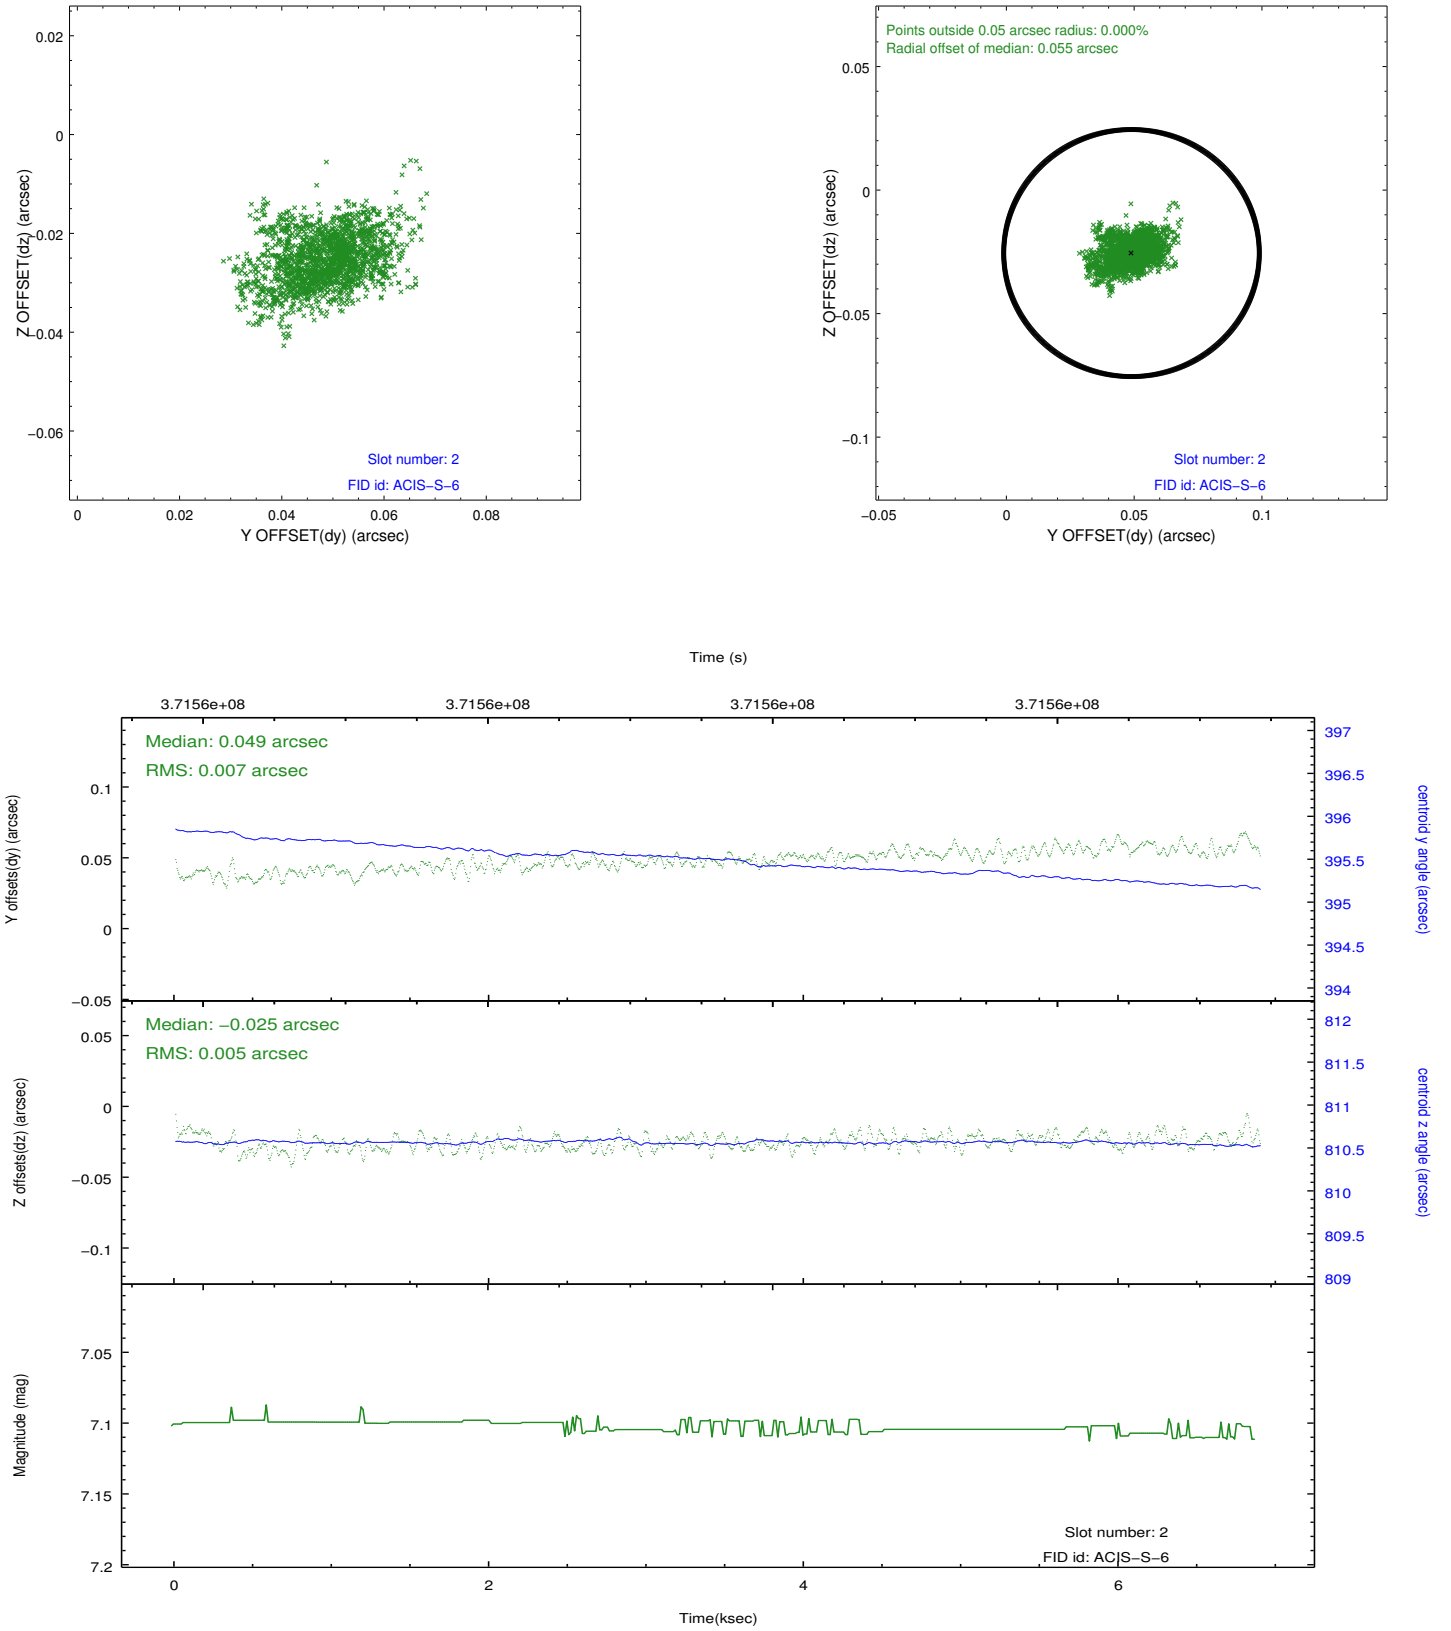 0.02
0
−0.02
−0.04
−0.06
Z OFFSET(dz) (arcsec)
Slot number: 2
FID id: ACIS−S−6
0
0.02
0.04
0.06
0.08
Y OFFSET(dy) (arcsec)
Points outside 0.05 arcsec radius: 0.000%
Radial offset of median: 0.055 arcsec
0.05
0
−0.05
−0.1
Z OFFSET(dz) (arcsec)
Slot number: 2
FID id: ACIS−S−6
−0.05
0
0.05
0.1
Y OFFSET(dy) (arcsec)
Time (s)
3.7156e+08
3.7156e+08
3.7156e+08
3.7156e+08
Median: 0.049 arcsec
RMS: 0.007 arcsec
0.1
0.05
0
−0.05
Y offsets(dy) (arcsec)
397
396.5
396
395.5
395
394.5
394
centroid y angle (arcsec)
Median: −0.025 arcsec
RMS: 0.005 arcsec
0.05
0
−0.05
−0.1
Z offsets(dz) (arcsec)
812
811.5
811
810.5
810
809.5
809
centroid z angle (arcsec)
7.05
7.1
7.15
7.2
Magnitude (mag)
Slot number: 2
FID id: ACIS−S−6
0
2
4
6
Time(ksec)